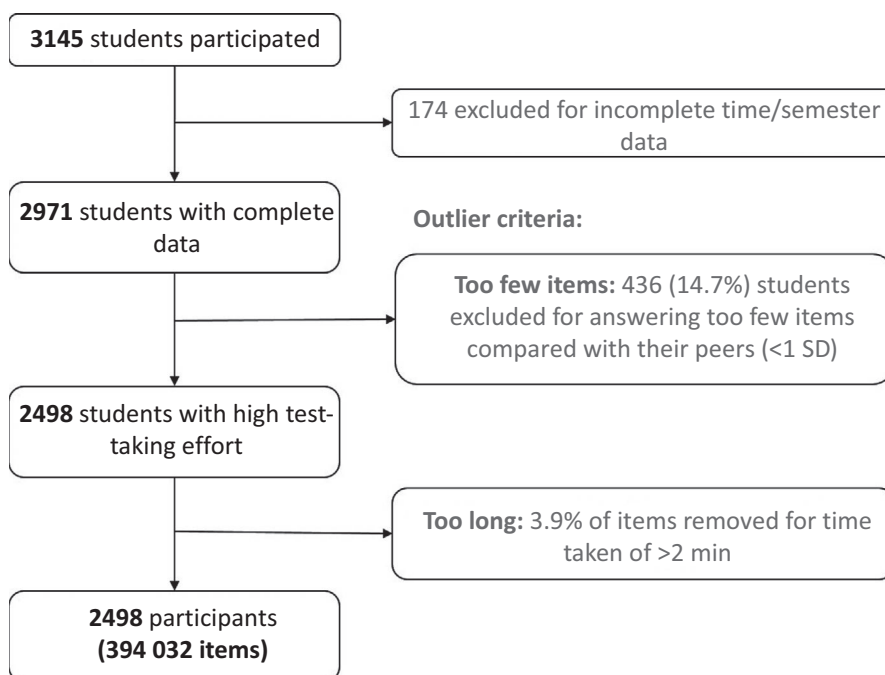 3145 students participated
174 excluded for incomplete time/semester
data
2971 students with complete
data
Outlier criteria:
Too few items: 436 (14.7%) students
excluded for answering too few items
compared with their peers (<1 SD)
2498 students with high test-
taking effort
Too long: 3.9% of items removed for time
taken of >2 min
2498 participants
(394 032 items)